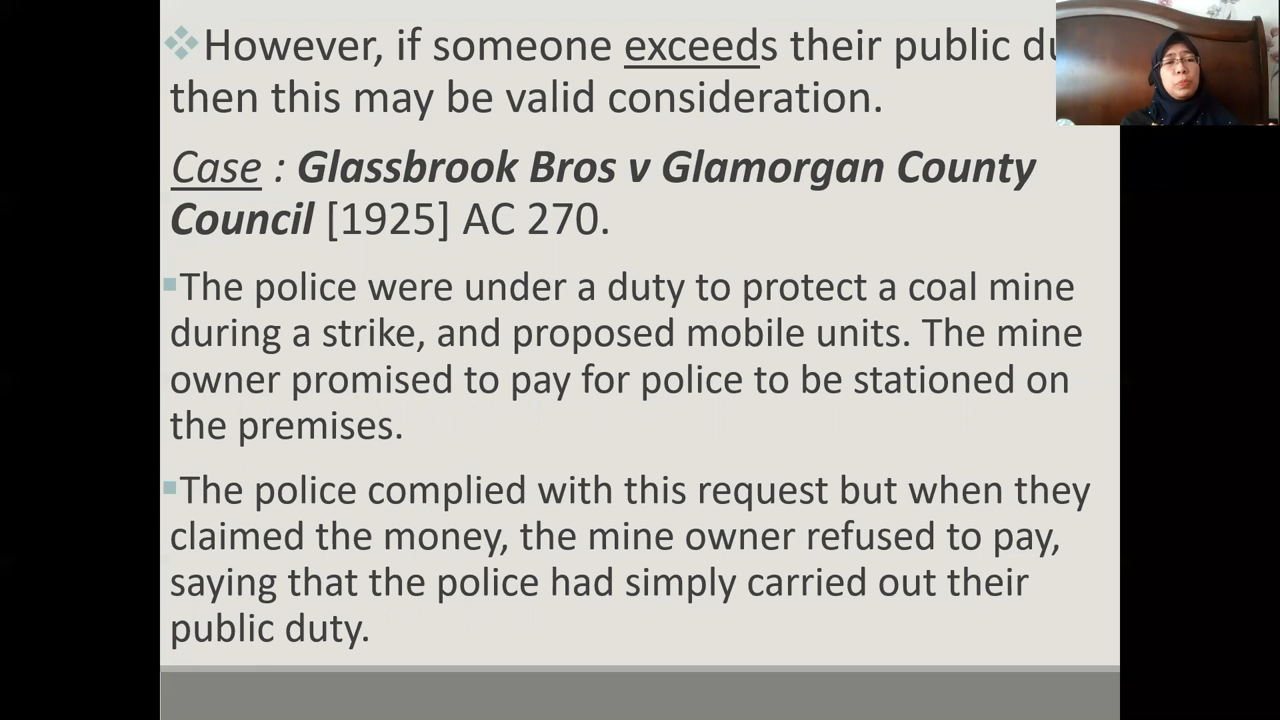 However, if someone exceeds their public
then this may be valid consideration.
Case : Glassbrook Bros v Glamorgan County
Council [1925] AC 270.
The police were under a duty to protect a coal mine
during a strike, and proposed mobile units. The mine
owner promised to pay for police to be stationed on
the premises.
The police complied with this request but when they
claimed the money, the mine owner refused to pay,
saying that the police had simply carried out their
public duty.